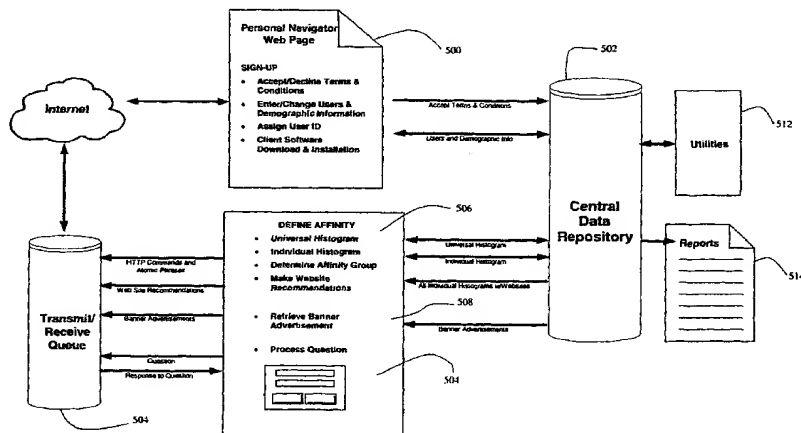 Personal Navigator
Web Page
500
SIGN-UP
• Accept/Decline Terms &
Conditions
• Enter/Change Users &
Demographic Information
• Assign User ID
• Client Software
Download & Installation
Internet
Accept Terms & Conditions
Users and Demographic Info
502
Central
Data
Repository
Utilities
512
Reports
514
506
DEFINE AFFINITY
• Universal Histogram
• Individual Histogram
• Determine Affinity Group
• Make Website
Recommendations
508
• Retrieve Banner
Advertisement
• Process Question
504
Universal Histogram
Individual Histogram
All Individual Histograms w/Websites
Banner Advertisements
HTTP Commands and
Atomic Phrases
Web Site Recommendations
Banner Advertisements
Question
Response to Question
Transmit/
Receive
Queue
504